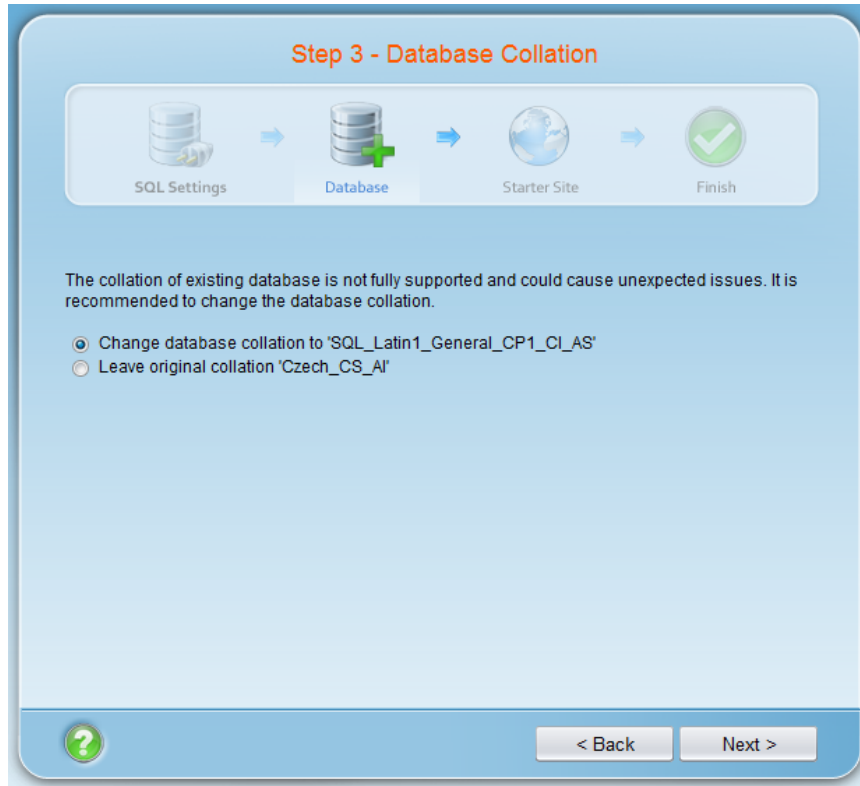 Step 3 - Database Collation
SQL Settings
Database
Starter Site
Finish
The collation of existing database is not fully supported and could cause unexpected issues. It is
recommended to change the database collation.
Change database collation to 'SQL_Latin1_General_CP1_CI_AS'
Leave original collation 'Czech_CS_AI'
?
< Back
Next >